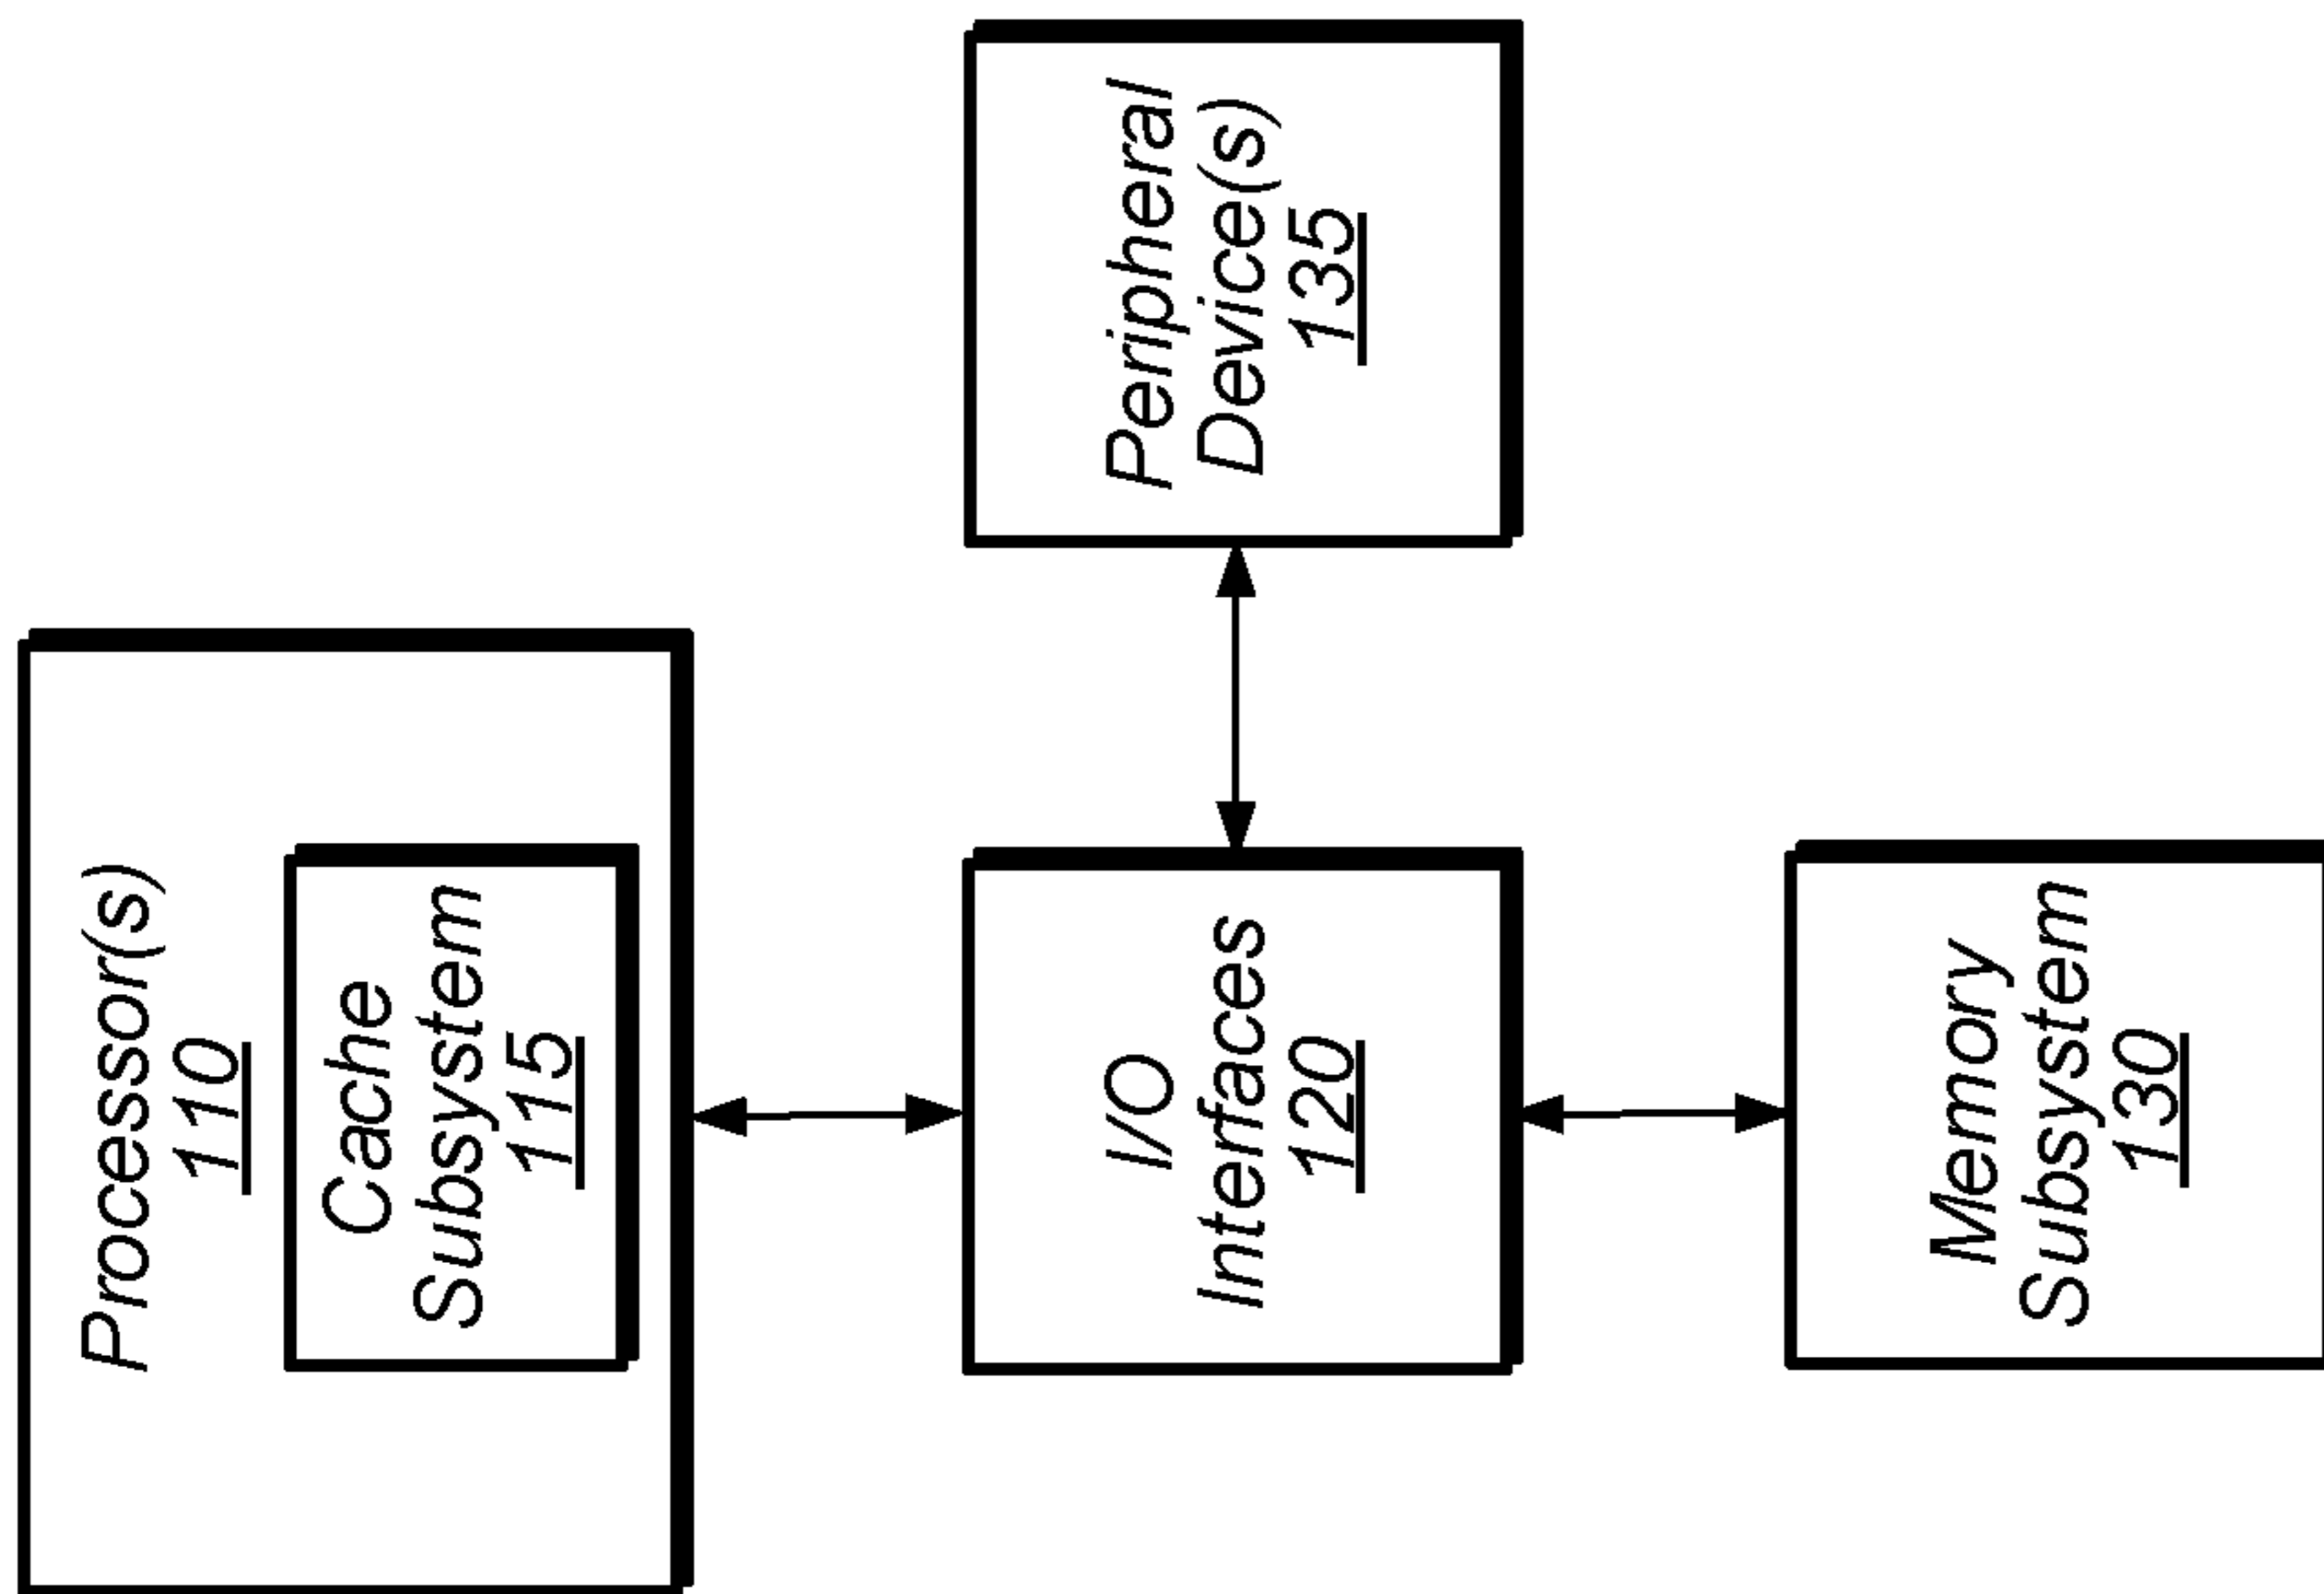 Processor(s)
110
Cache
Subsystem
115
I/O
Interfaces
120
Peripheral
Device(s)
135
Memory
Subsystem
130